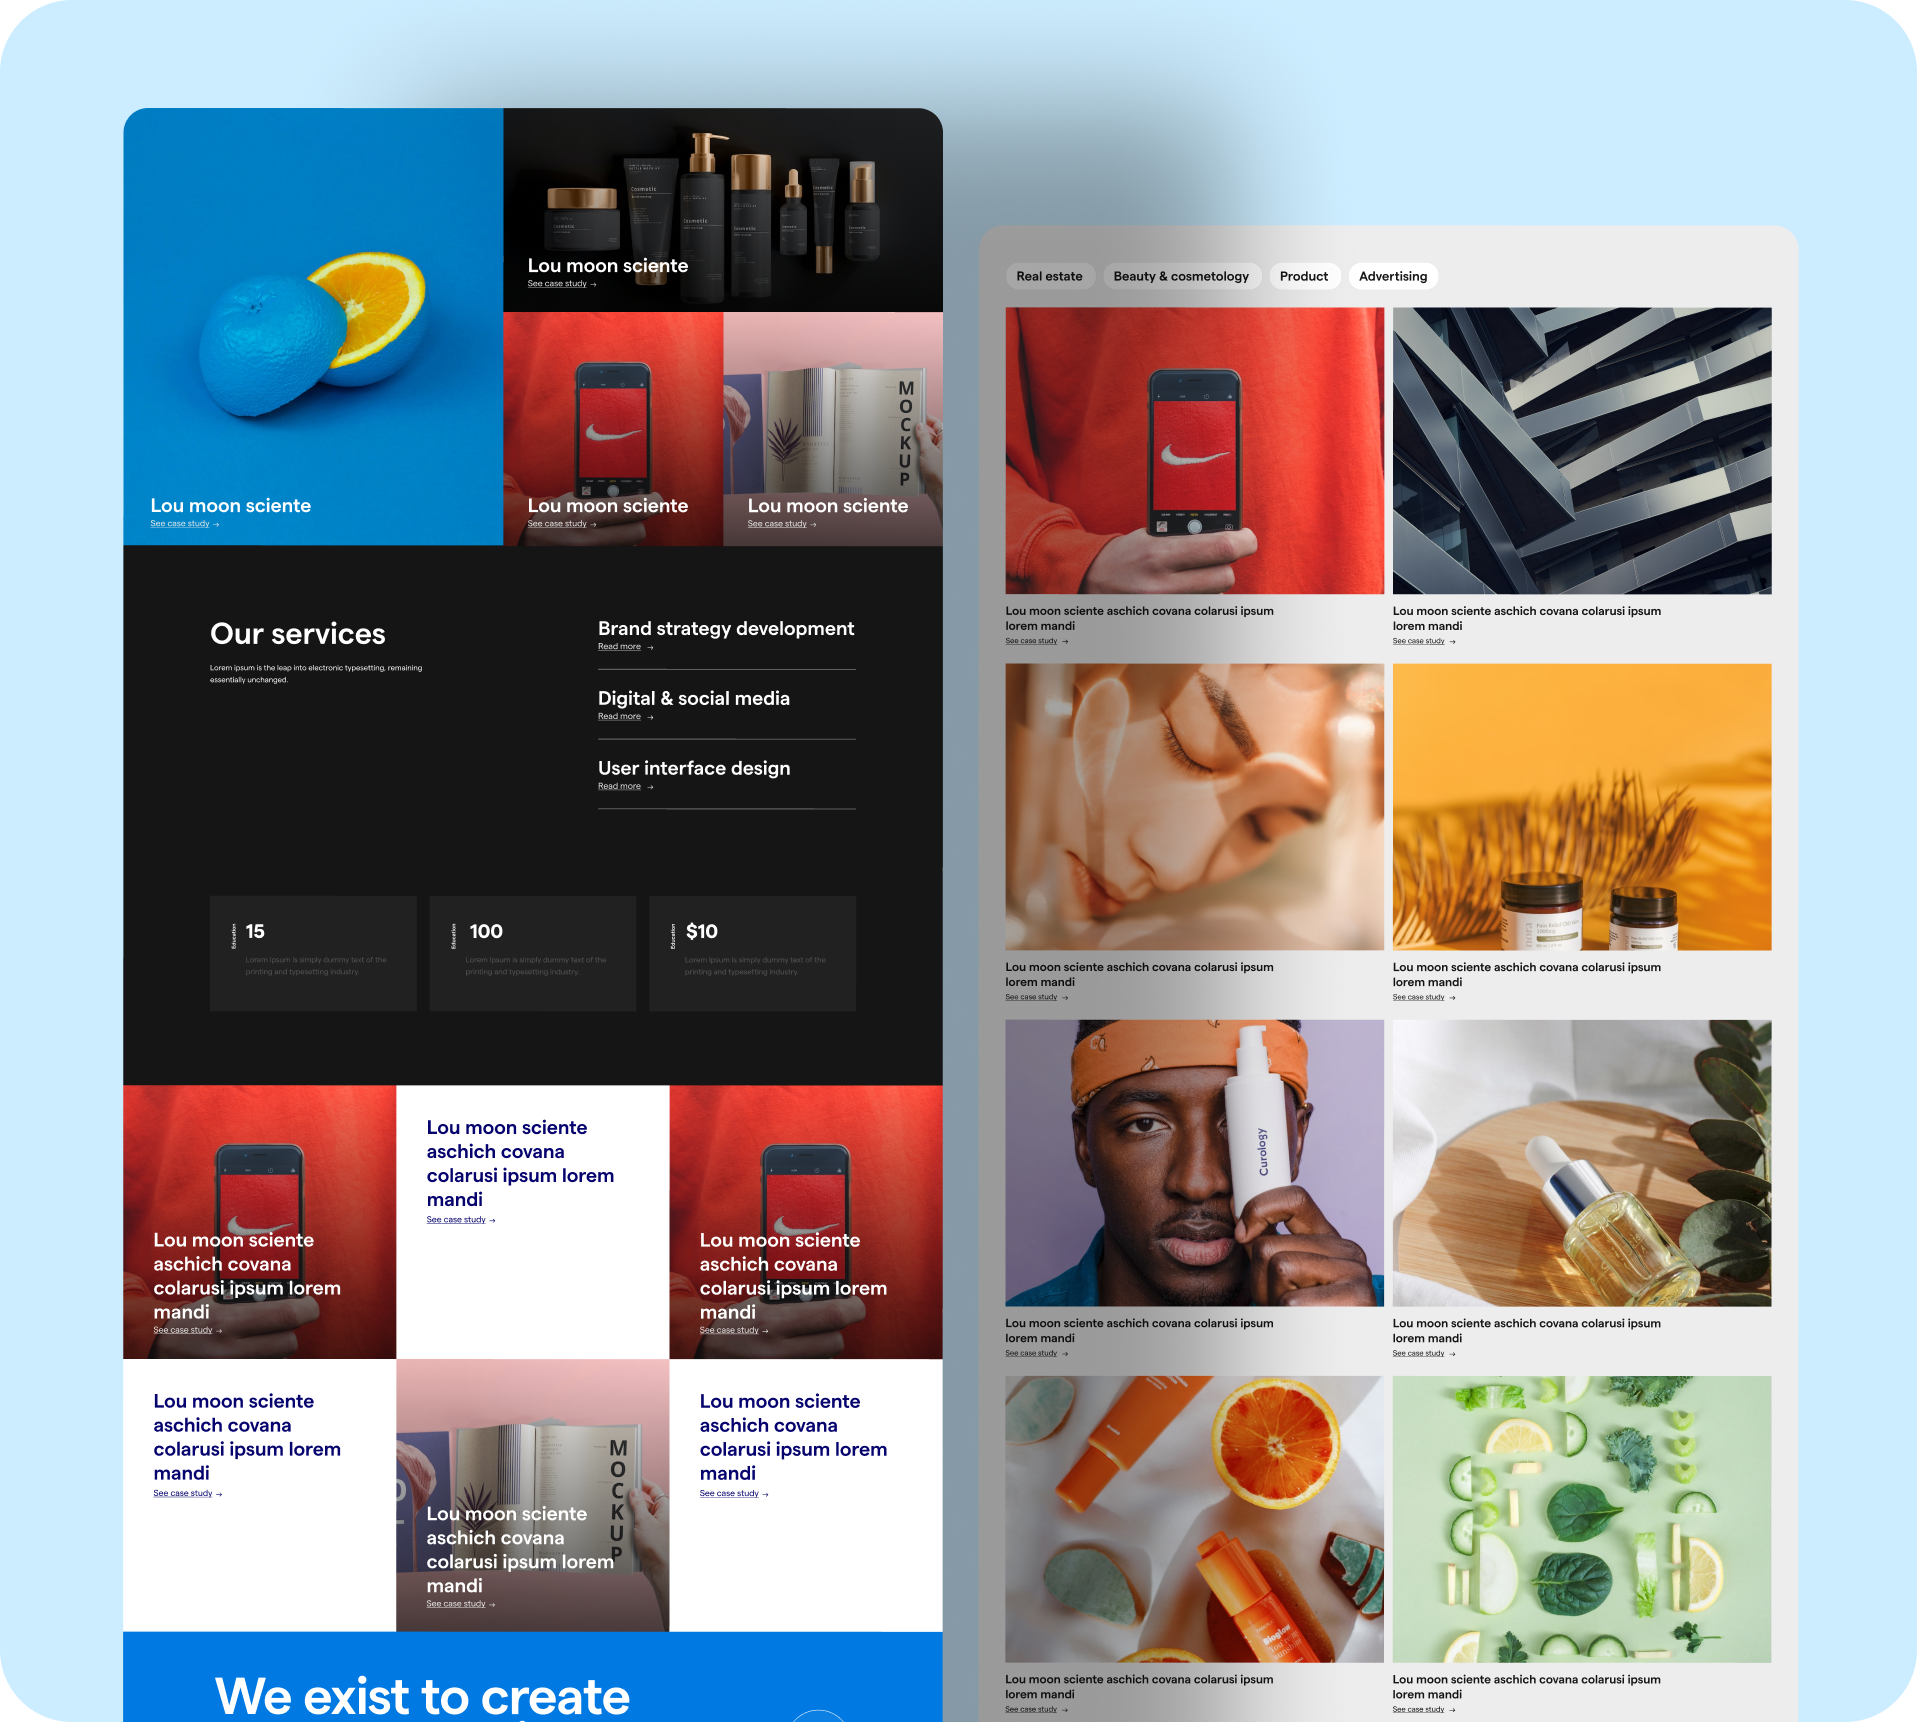 Cosmetic
Cosmetic
Cosmetic
Cosmetic
Cosmetic
Cosmetic
Cosmetic
Lou moon sciente
See case study →
MOCKUP
Lou moon sciente
See case study →
Lou moon sciente
See case study →
Lou moon sciente
See case study →
Our services
Lorem ipsum is the leap into electronic typesetting, remaining
essentially unchanged.
Brand strategy development
Read more →
Digital & social media
Read more →
User interface design
Read more →
Education
15
Lorem Ipsum is simply dummy text of the
printing and typesetting industry.
Education
100
Lorem Ipsum is simply dummy text of the
printing and typesetting industry.
Education
$10
Lorem Ipsum is simply dummy text of the
printing and typesetting industry.
Lou moon sciente
aschich covana
colarusi ipsum lorem
mandi
See case study →
Lou moon sciente
aschich covana
colarusi ipsum lorem
mandi
See case study →
Lou moon sciente
aschich covana
colarusi ipsum lorem
mandi
See case study →
Lou moon sciente
aschich covana
colarusi ipsum lorem
mandi
See case study →
MOCKUP
Lou moon sciente
aschich covana
colarusi ipsum lorem
mandi
See case study →
Lou moon sciente
aschich covana
colarusi ipsum lorem
mandi
See case study →
We exist to create
Real estate
Beauty & cosmetology
Product
Advertising
Lou moon sciente aschich covana colarusi ipsum
lorem mandi
See case study →
Lou moon sciente aschich covana colarusi ipsum
lorem mandi
See case study →
Lou moon sciente aschich covana colarusi ipsum
lorem mandi
See case study →
Pain Relief CBD
1000mg
Lou moon sciente aschich covana colarusi ipsum
lorem mandi
See case study →
Curology
Lou moon sciente aschich covana colarusi ipsum
lorem mandi
See case study →
Lou moon sciente aschich covana colarusi ipsum
lorem mandi
See case study →
Bioglow
Lou moon sciente aschich covana colarusi ipsum
lorem mandi
See case study →
Lou moon sciente aschich covana colarusi ipsum
lorem mandi
See case study →